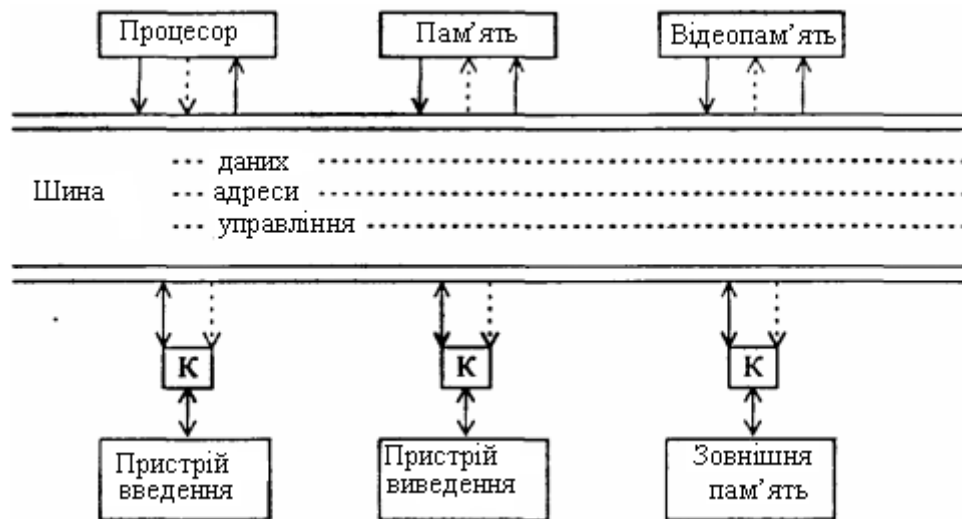 Процесор
Пам’ять
Відеопам’ять
Шина
даних
адреси
управління
К
К
К
Пристрій
введення
Пристрій
виведення
Зовнішня
пам’ять